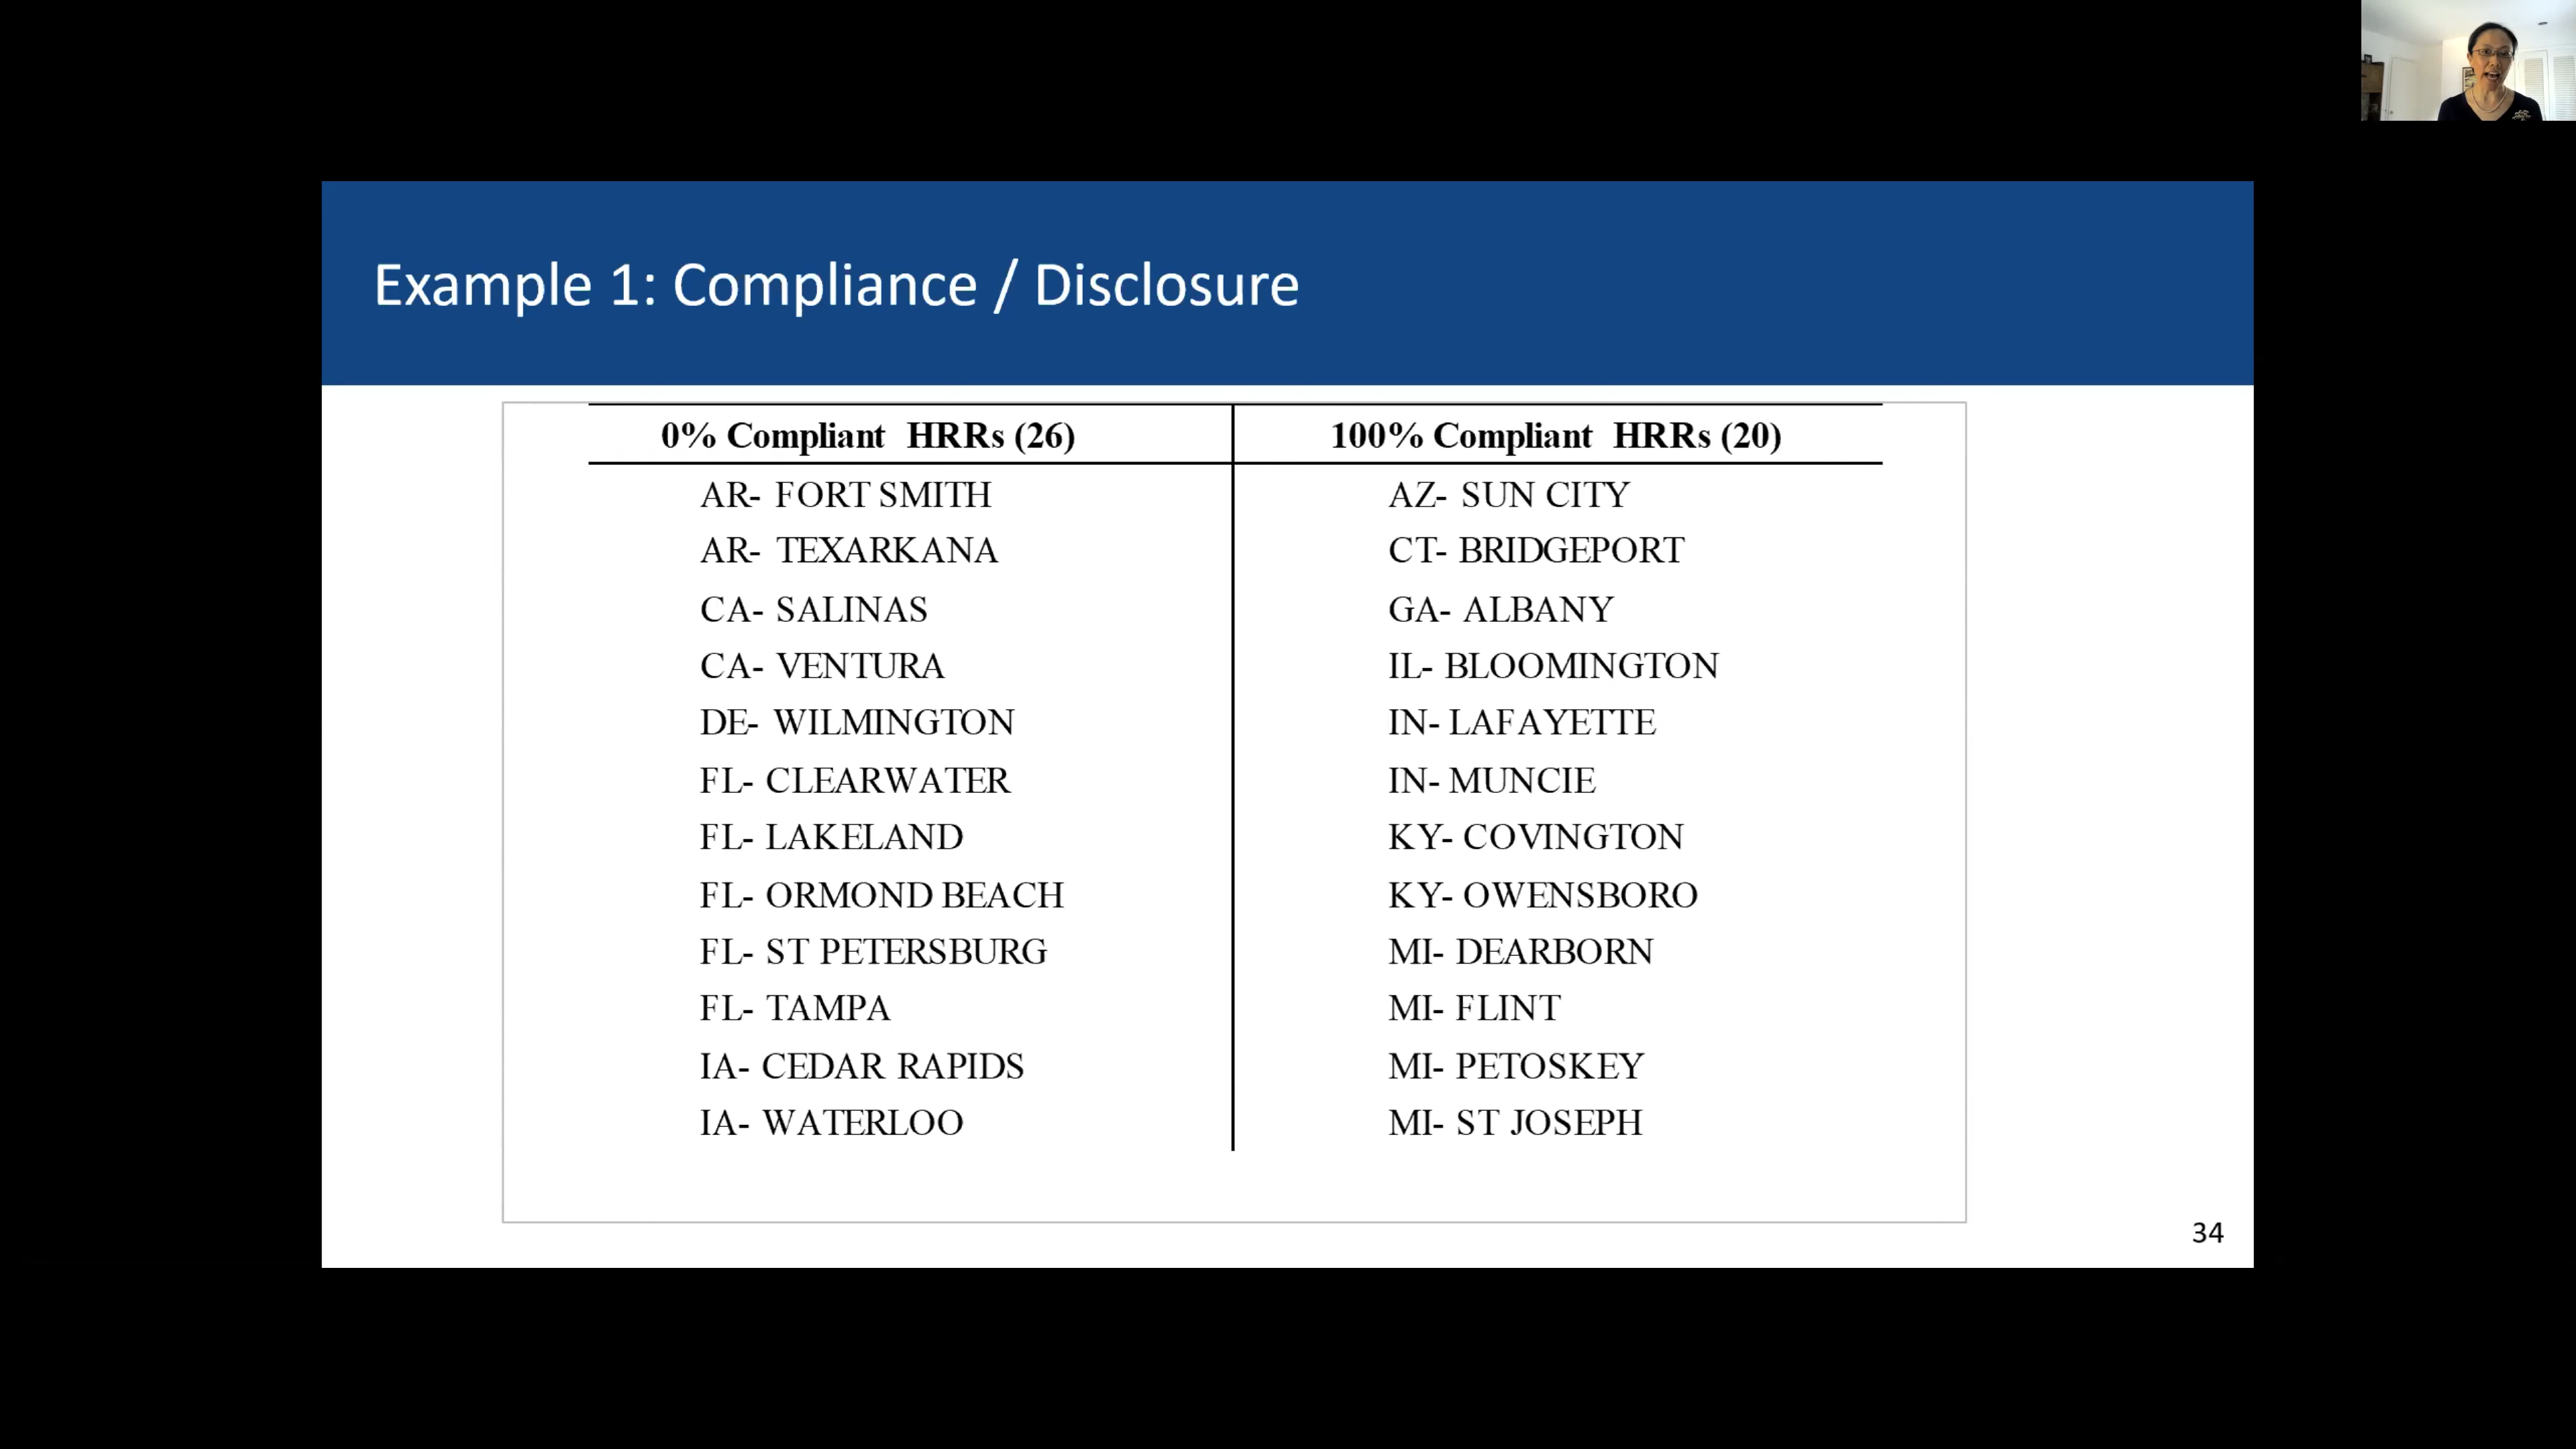 Example 1: Compliance / Disclosure
0% Compliant HRRs (26) 100% Compliant HRRs (20)
AR- FORT SMITH AZ- SUN CITY
AR- TEXARKANA CT- BRIDGEPORT
CA- SALINAS GA- ALBANY
CA- VENTURA IL- BLOOMINGTON
DE- WILMINGTON IN- LAFAYETTE
FL- CLEARWATER IN- MUNCIE
FL- LAKELAND KY- COVINGTON
FL- ORMOND BEACH KY- OWENSBORO
FL- ST PETERSBURG MI- DEARBORN
FL- TAMPA MI- FLINT
IA- CEDAR RAPIDS MI- PETOSKEY
IA- WATERLOO MI- ST JOSEPH
34